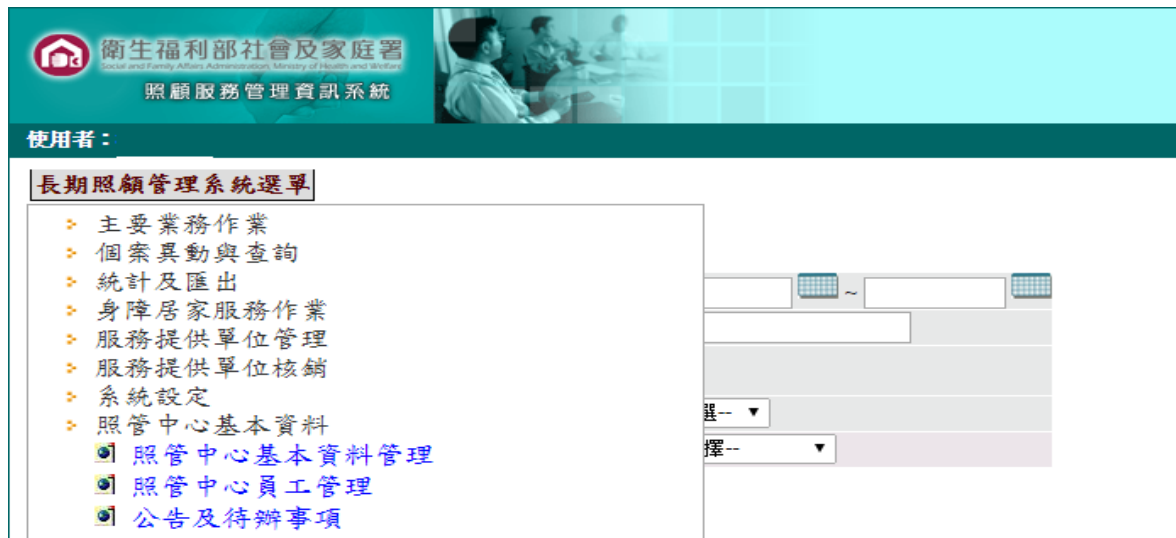 衛生福利部社會及家庭署
Social and Family Affairs Administration, Ministry of Health and Welfare
照顧服務管理資訊系統
使用者：
長期照顧管理系統選單
主要業務作業
個案異動與查詢
統計及匯出
~
身障居家服務作業
服務提供單位管理
服務提供單位核銷
系統設定
選-- ▼
照管中心基本資料
照管中心基本資料管理
擇-- ▼
照管中心員工管理
公告及待辦事項